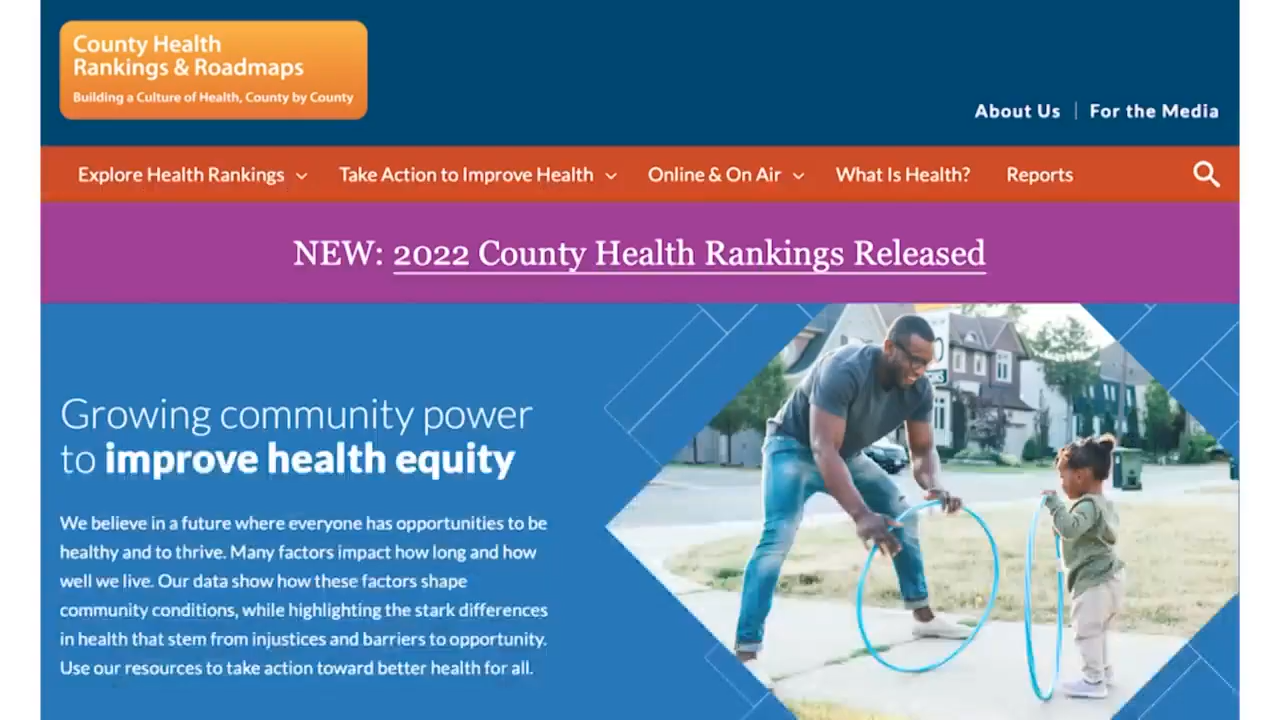 County Health
Rankings & Roadmaps
Building a Culture of Health, County by County
About Us | For the Media
Explore Health Rankings
Take Action to Improve Health
Online & On Air
What Is Health?
Reports
NEW: 2022 County Health Rankings Released
Growing community power
to improve health equity
We believe in a future where everyone has opportunities to be
healthy and to thrive. Many factors impact how long and how
well we live. Our data show how these factors shape
community conditions, while highlighting the stark differences
in health that stem from injustices and barriers to opportunity.
Use our resources to take action toward better health for all.